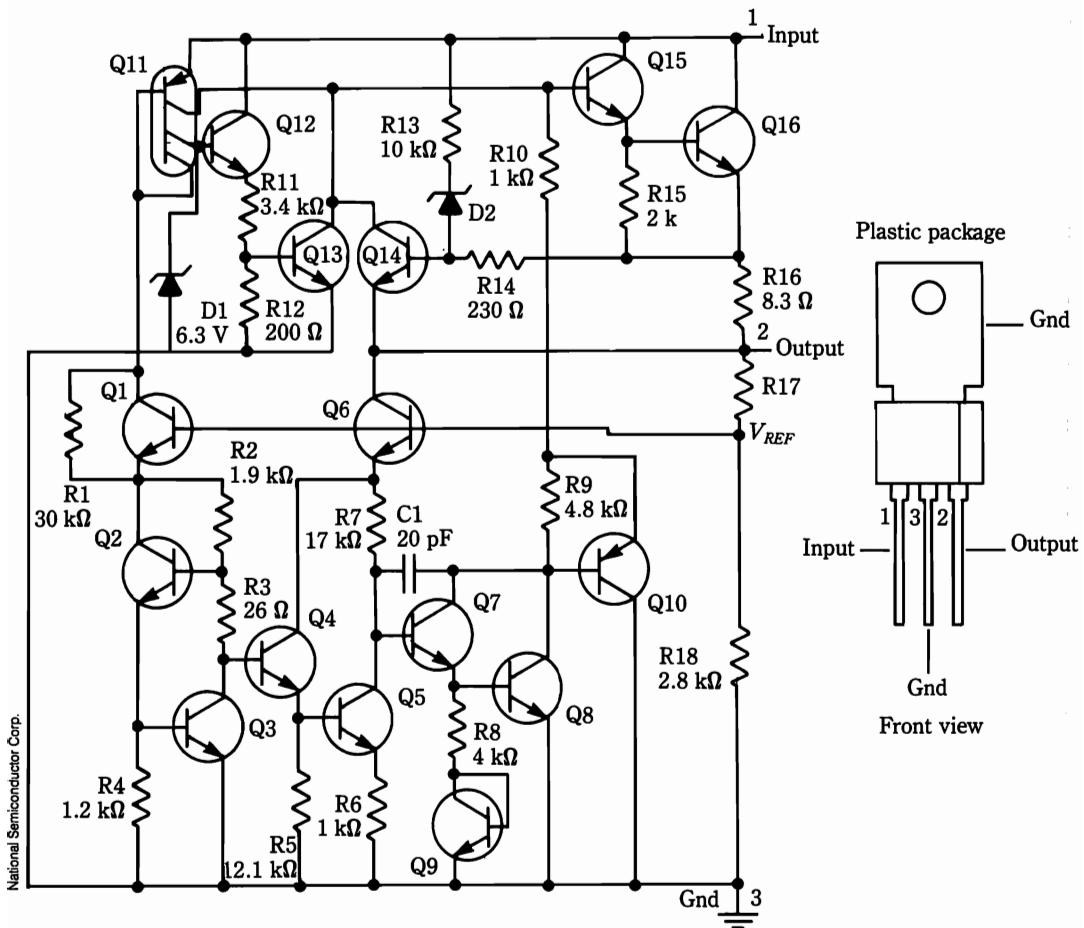 1
Input
Q11
Q15
Q12
R13
10 kΩ
R10
1 kΩ
Q16
R11
3.4 kΩ
D2
R15
2 k
Plastic package
Q13
Q14
R14
230 Ω
R16
8.3 Ω
D1
6.3 V
R12
200 Ω
2
Output
Gnd
Q1
Q6
R17
VREF
R2
1.9 kΩ
R1
30 kΩ
R7
17 kΩ
C1
20 pF
R9
4.8 kΩ
Q2
1 3 2
Input
Output
R3
26 Ω
Q4
Q7
Q10
R18
2.8 kΩ
Gnd
Front view
Q3
Q5
Q8
R8
4 kΩ
R4
1.2 kΩ
R6
1 kΩ
R5
12.1 kΩ
Q9
Gnd
3
National Semiconductor Corp.